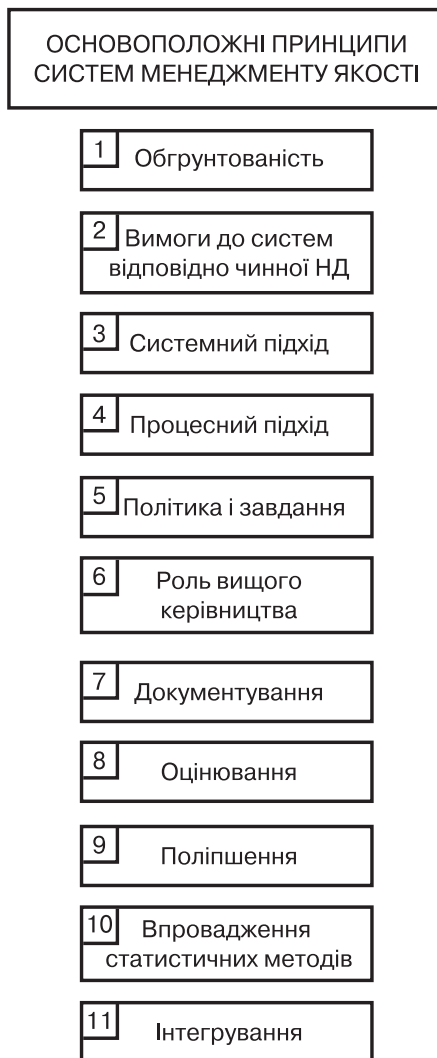 ОСНОВОПОЛОЖНІ ПРИНЦИПИ
СИСТЕМ МЕНЕДЖМЕНТУ ЯКОСТІ
1
Обгрунтованість
2
Вимоги до систем
відповідно чинної НД
3
Системний підхід
4
Процесний підхід
5
Політика і завдання
6
Роль вищого
керівництва
7
Документування
8
Оцінювання
9
Поліпшення
10
Впровадження
статистичних методів
11
Інтегрування